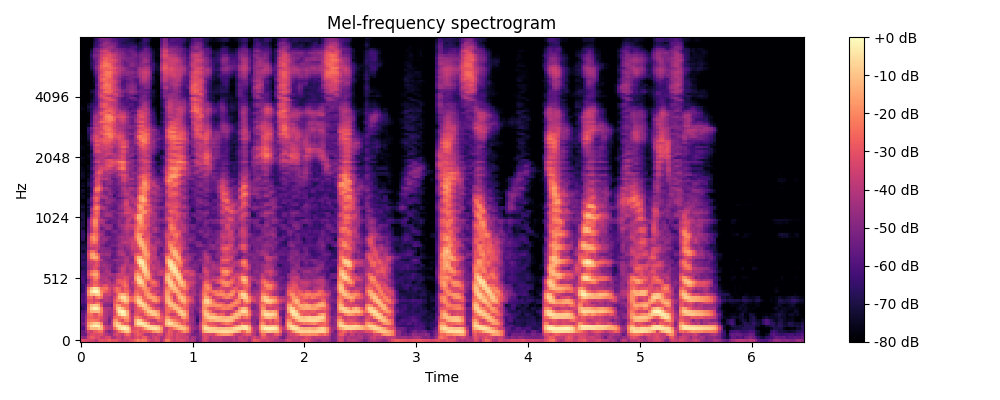 Mel-frequency spectrogram
Hz
4096
2048
1024
512
0
0 1 2 3 4 5 6
Time
+0 dB
-10 dB
-20 dB
-30 dB
-40 dB
-50 dB
-60 dB
-70 dB
-80 dB